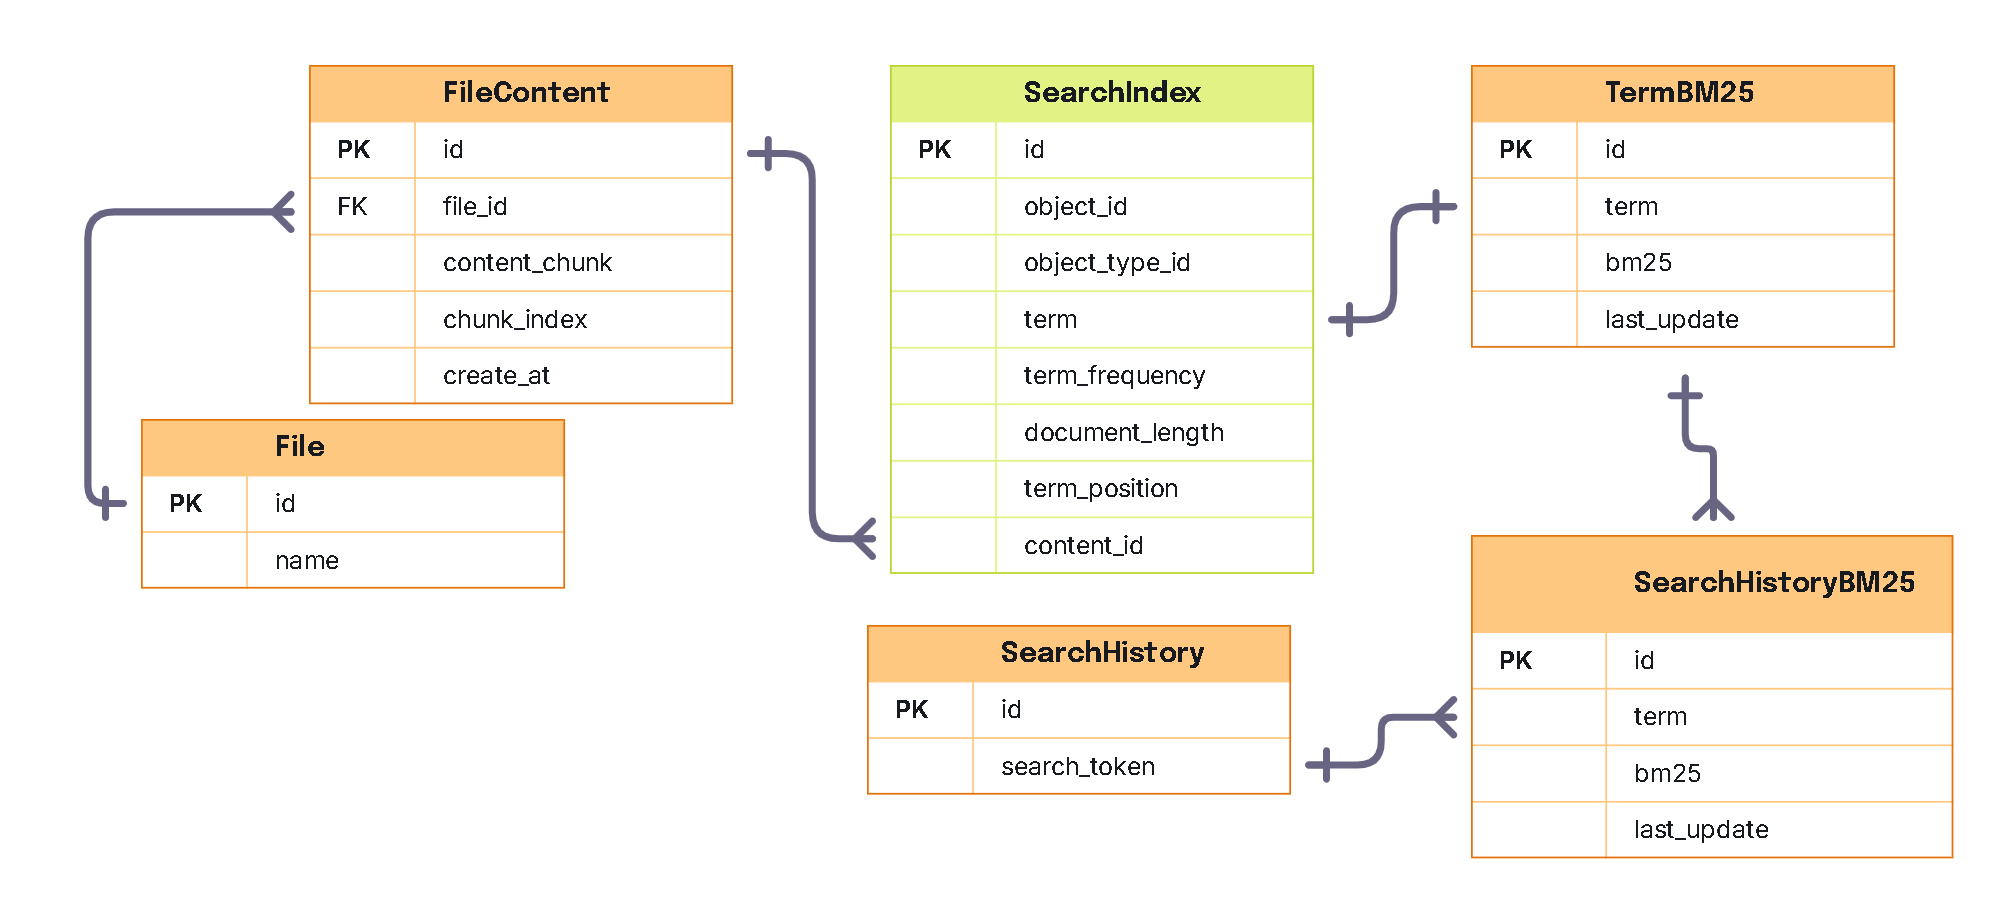 FileContent
PK id
FK file_id
content_chunk
chunk_index
create_at
File
PK id
name
SearchIndex
PK id
object_id
object_type_id
term
term_frequency
document_length
term_position
content_id
TermBM25
PK id
term
bm25
last_update
SearchHistory
PK id
search_token
SearchHistoryBM25
PK id
term
bm25
last_update